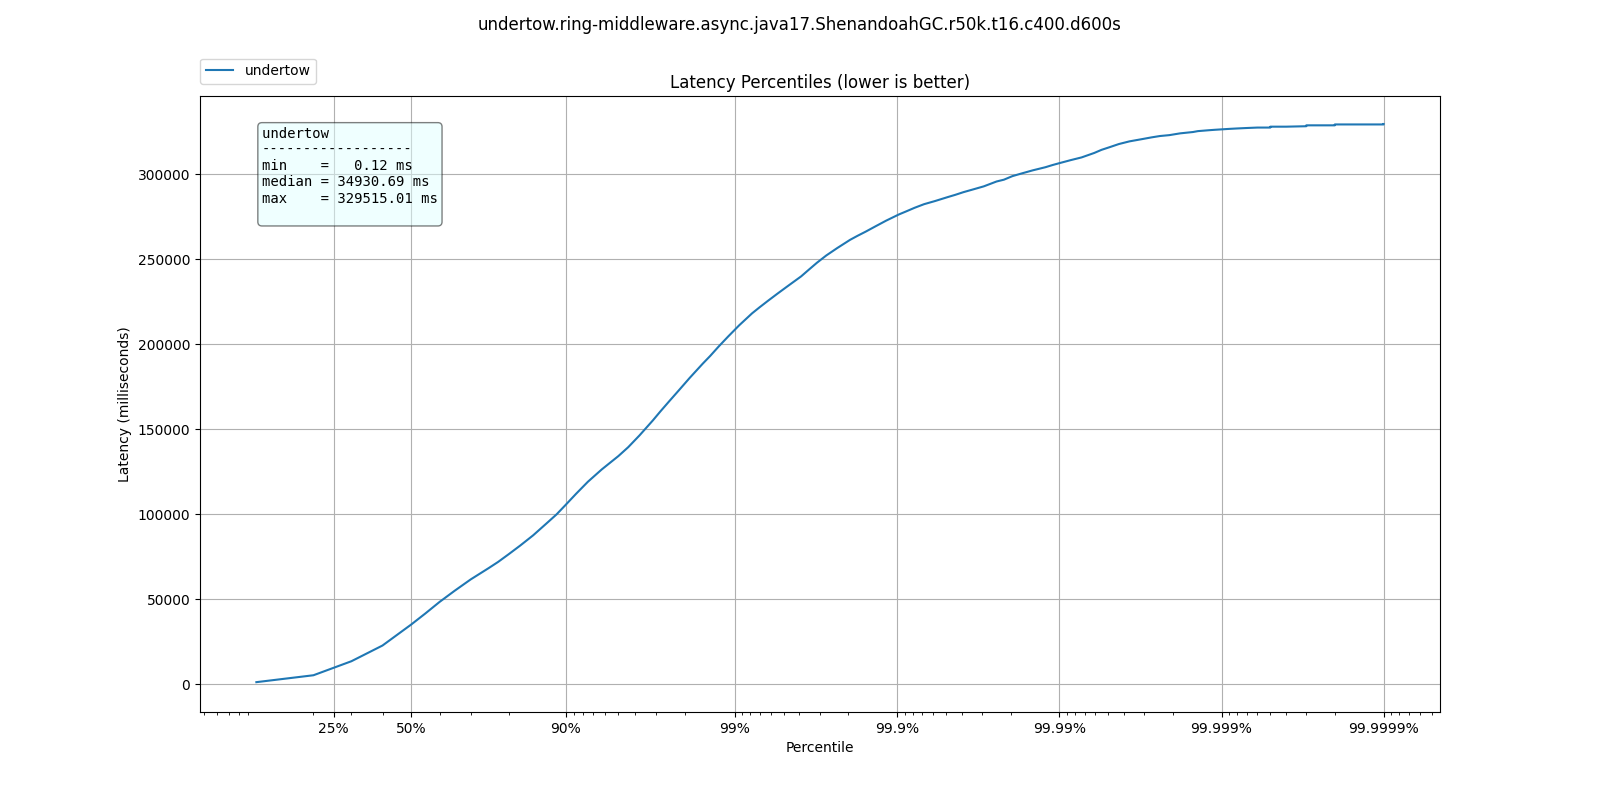 undertow.ring-middleware.async.java17.ShenandoahGC.r50k.t16.c400.d600s
undertow
Latency Percentiles (lower is better)
undertow
------------------
min    =   0.12 ms
median = 34930.69 ms
max    = 329515.01 ms
300000
250000
200000
150000
100000
50000
0
Latency (milliseconds)
25% 50% 90% 99% 99.9% 99.99% 99.999% 99.9999%
Percentile